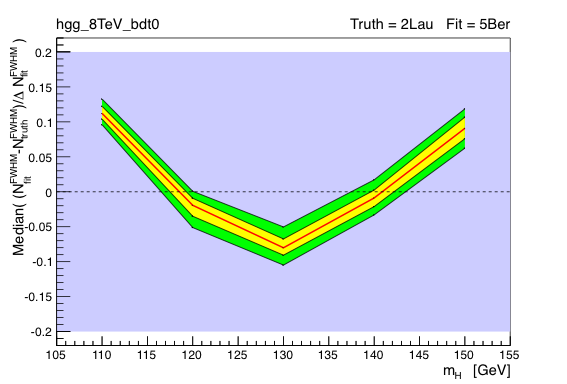 hgg_8TeV_bdt0 Truth = 2Lau Fit = 5Ber
Median( (N_fit^FWHM-N_truth^FWHM)/Δ N_fit^FWHM )
0.2
0.15
0.1
0.05
0
-0.05
-0.1
-0.15
-0.2
105 110 115 120 125 130 135 140 145 150 155
m_H [GeV]